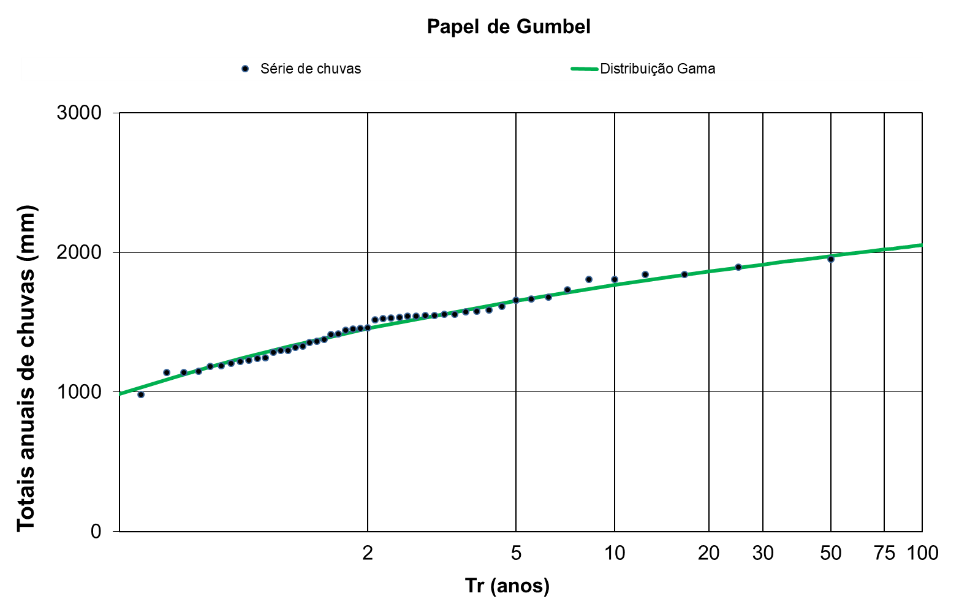 Papel de Gumbel
Série de chuvas
Distribuição Gama
3000
2000
1000
0
Totais anuais de chuvas (mm)
2 5 10 20 30 50 75 100
Tr (anos)